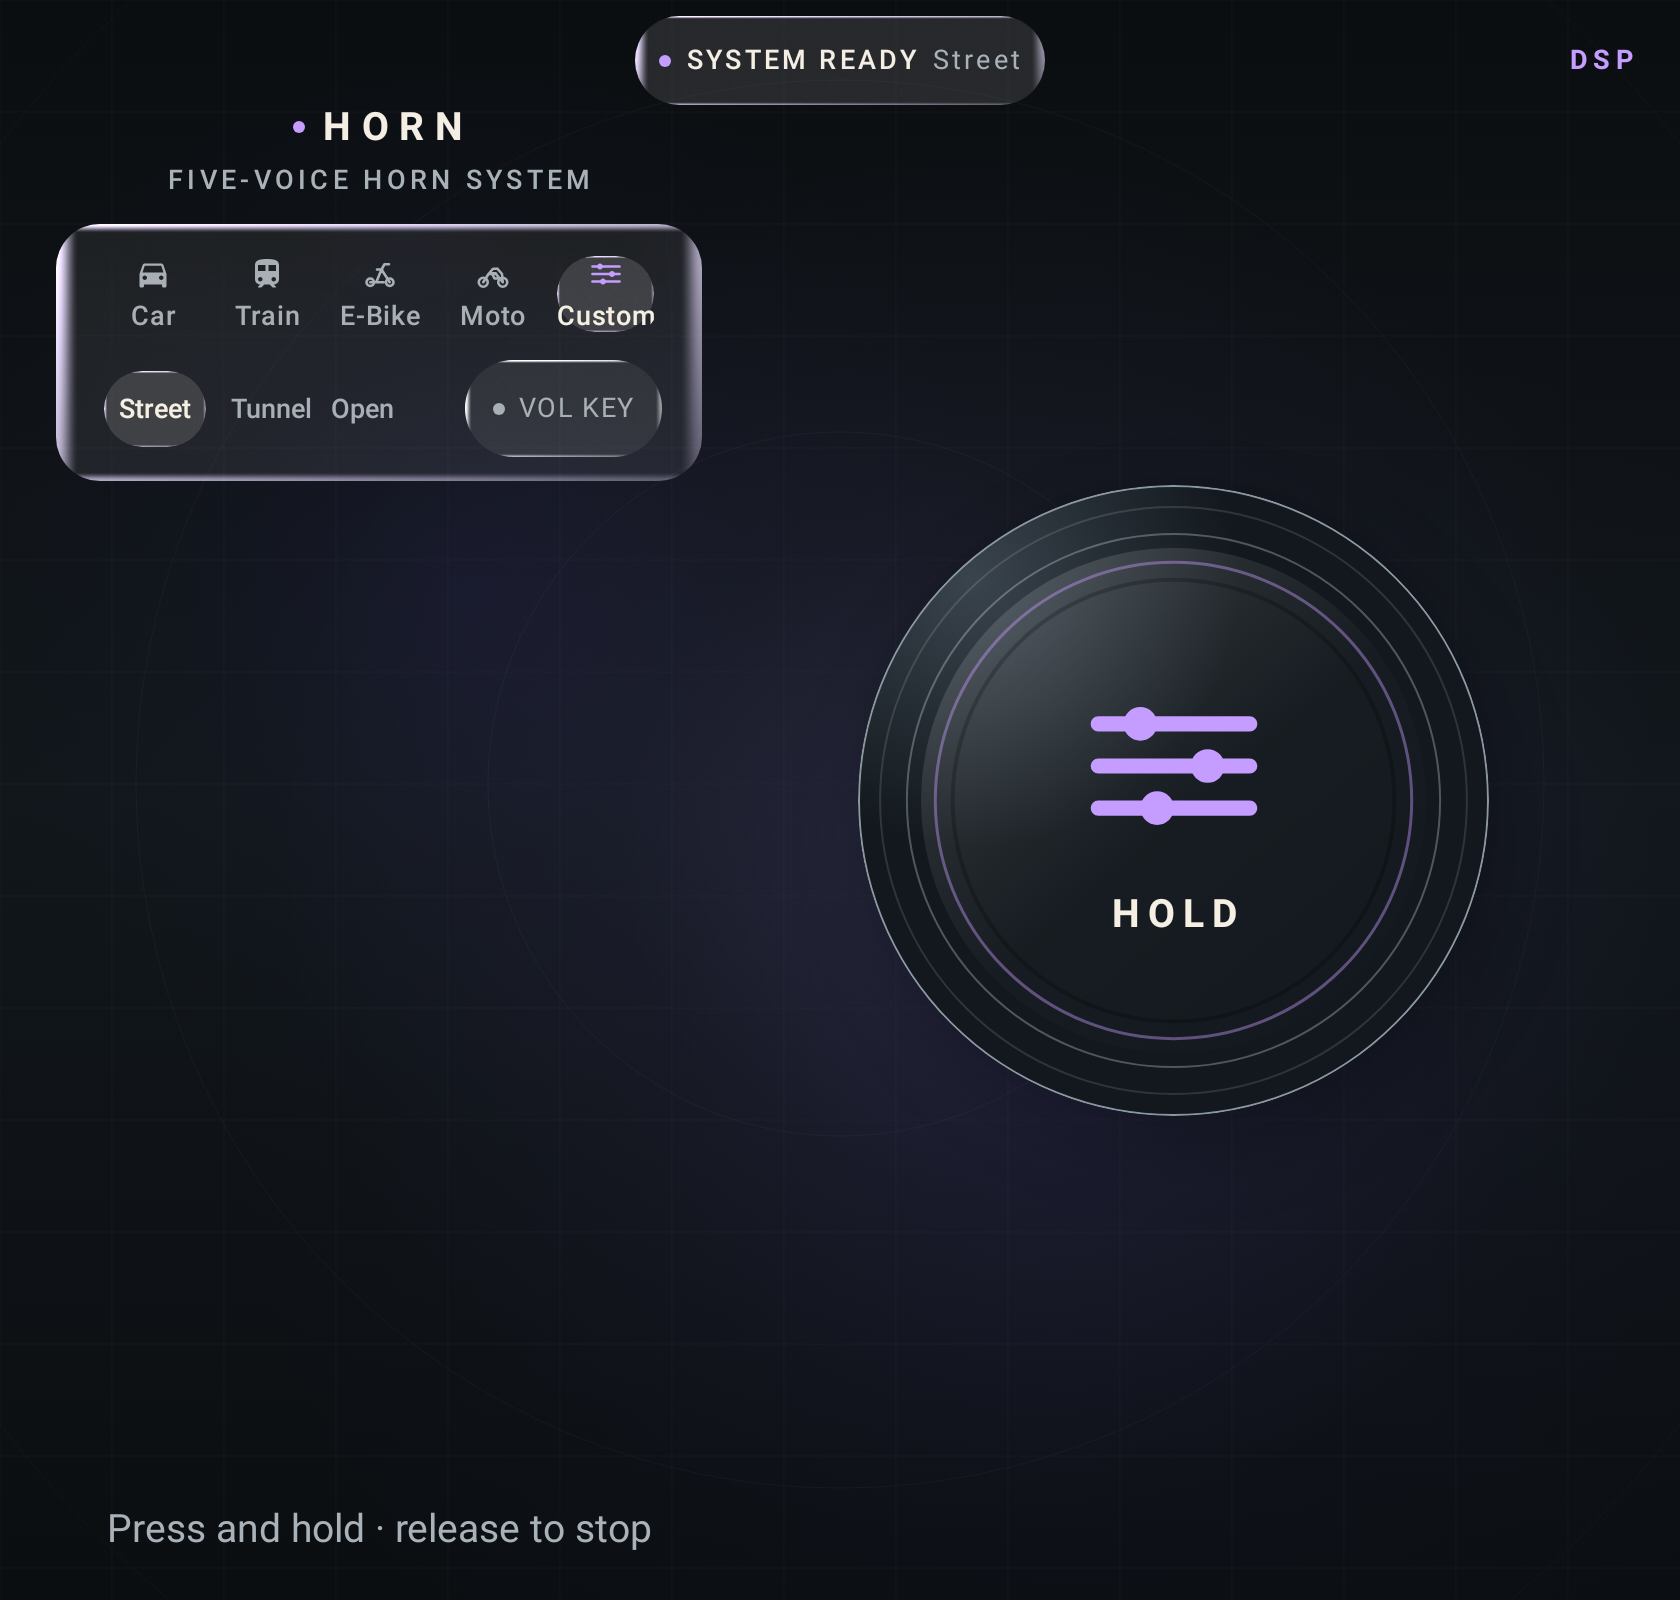 SYSTEM READY Street
DSP
HORN
FIVE-VOICE HORN SYSTEM
Car Train E-Bike Moto Custom
Street Tunnel Open VOL KEY
HOLD
Press and hold · release to stop